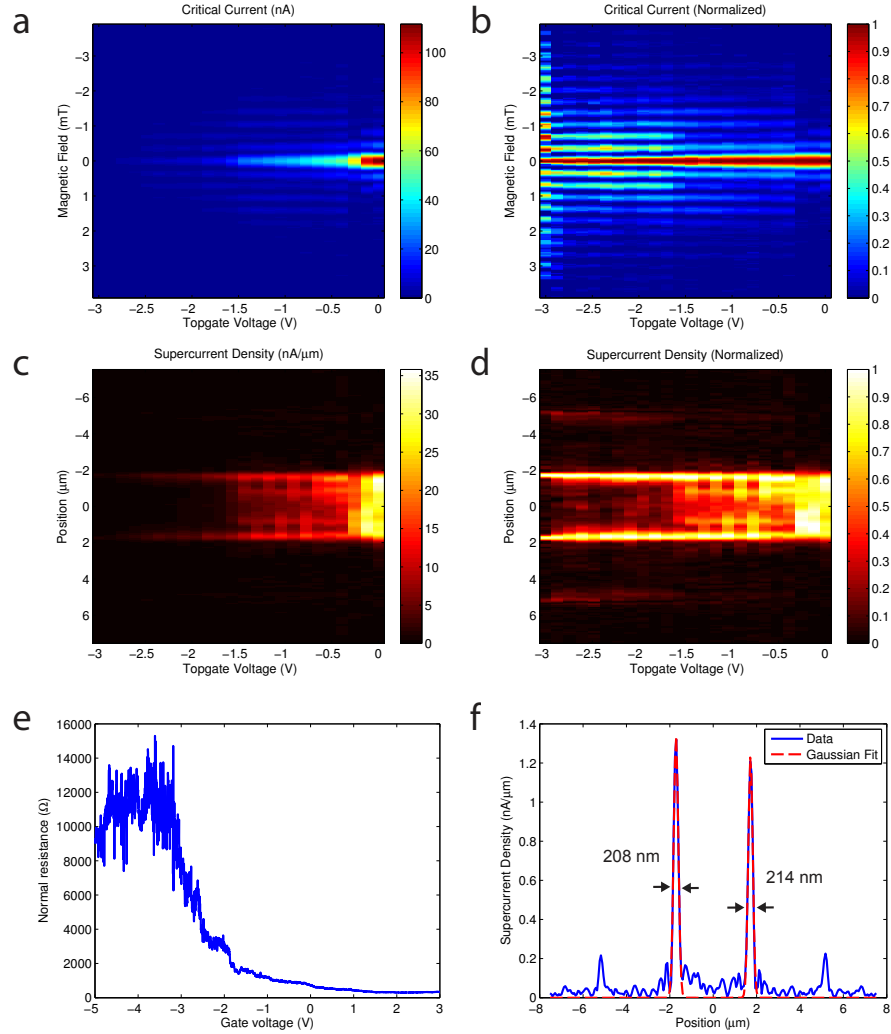 a
Critical Current (nA)
−3
−2
−1
0
1
2
3
Magnetic Field (mT)
−3 −2.5 −2 −1.5 −1 −0.5 0
Topgate Voltage (V)
100
80
60
40
20
0
b
Critical Current (Normalized)
−3
−2
−1
0
1
2
3
Magnetic Field (mT)
−3 −2.5 −2 −1.5 −1 −0.5 0
Topgate Voltage (V)
1
0.9
0.8
0.7
0.6
0.5
0.4
0.3
0.2
0.1
0
c
Supercurrent Density (nA/µm)
−6
−4
−2
0
2
4
6
Position (µm)
−3 −2.5 −2 −1.5 −1 −0.5 0
Topgate Voltage (V)
35
30
25
20
15
10
5
0
d
Supercurrent Density (Normalized)
−6
−4
−2
0
2
4
6
Position (µm)
−3 −2.5 −2 −1.5 −1 −0.5 0
Topgate Voltage (V)
1
0.9
0.8
0.7
0.6
0.5
0.4
0.3
0.2
0.1
0
e
16000
14000
12000
10000
8000
6000
4000
2000
0
Normal resistance (Ω)
−5 −4 −3 −2 −1 0 1 2 3
Gate voltage (V)
f
1.4
1.2
1
0.8
0.6
0.4
0.2
0
Supercurrent Density (nA/µm)
Data
Gaussian Fit
208 nm
214 nm
−8 −6 −4 −2 0 2 4 6 8
Position (µm)